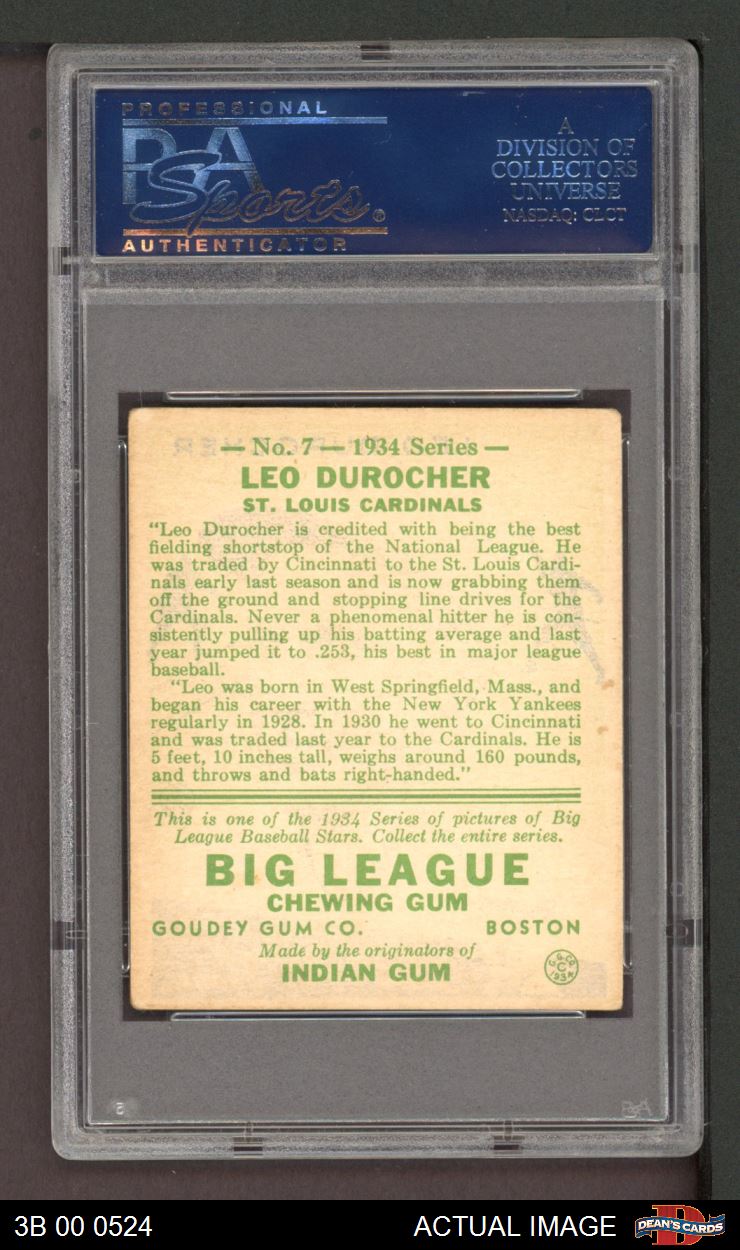 PROFESSIONAL
PSA
Sports®
AUTHENTICATOR
A
DIVISION OF
COLLECTORS
UNIVERSE
NASDAQ: CLCT
— No. 7 — 1934 Series —
LEO DUROCHER
ST. LOUIS CARDINALS
"Leo Durocher is credited with being the best
fielding shortstop of the National League. He
was traded by Cincinnati to the St. Louis Cardi-
nals early last season and is now grabbing them
off the ground and stopping line drives for the
Cardinals. Never a phenomenal hitter he is con-
sistently pulling up his batting average and last
year jumped it to .253, his best in major league
baseball.
"Leo was born in West Springfield, Mass., and
began his career with the New York Yankees
regularly in 1928. In 1930 he went to Cincinnati
and was traded last year to the Cardinals. He is
5 feet, 10 inches tall, weighs around 160 pounds,
and throws and bats right-handed."
This is one of the 1934 Series of pictures of Big
League Baseball Stars. Collect the entire series.
BIG LEAGUE
CHEWING GUM
GOUDEY GUM CO. BOSTON
Made by the originators of
INDIAN GUM
G. G. Co.
C
1934
3B 00 0524 ACTUAL IMAGE DEAN'S CARDS